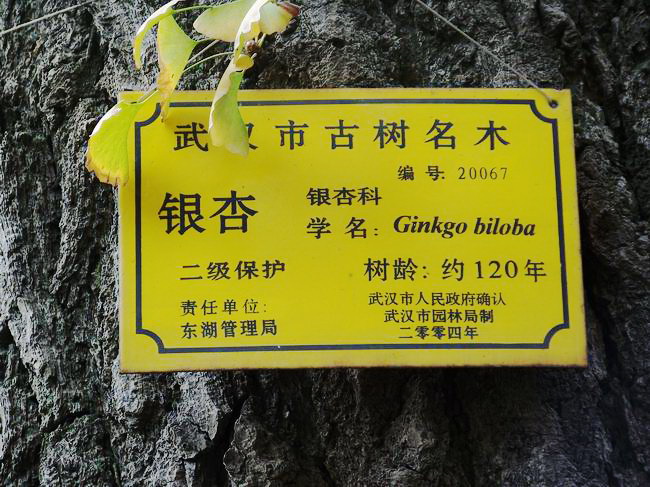 武汉市古树名木
编号: 20067
银杏
银杏科
学名: Ginkgo biloba
二级保护
树龄: 约120年
责任单位:
东湖管理局
武汉市人民政府确认
武汉市园林局制
二零零四年